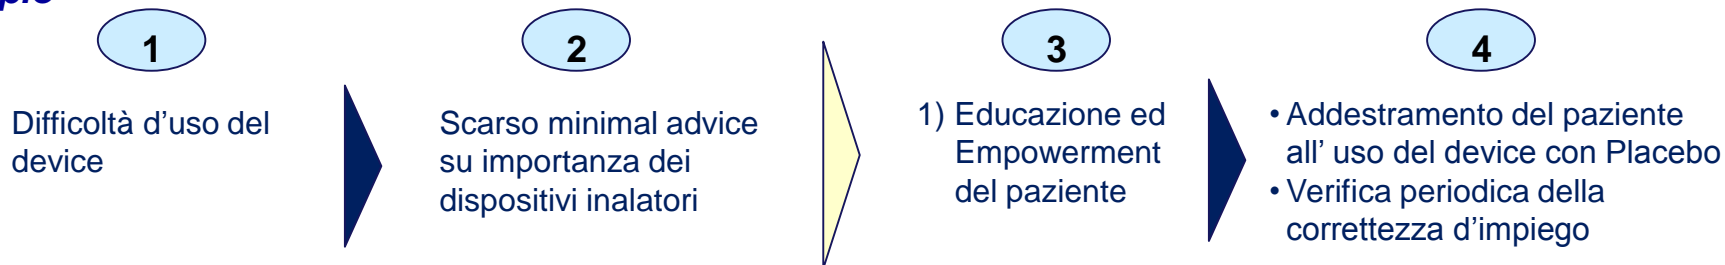 1
2
3
4
Difficoltà d’uso del
device
Scarso minimal advice
su importanza dei
dispositivi inalatori
1) Educazione ed
Empowerment
del paziente
• Addestramento del paziente
all’ uso del device con Placebo
• Verifica periodica della
correttezza d’impiego